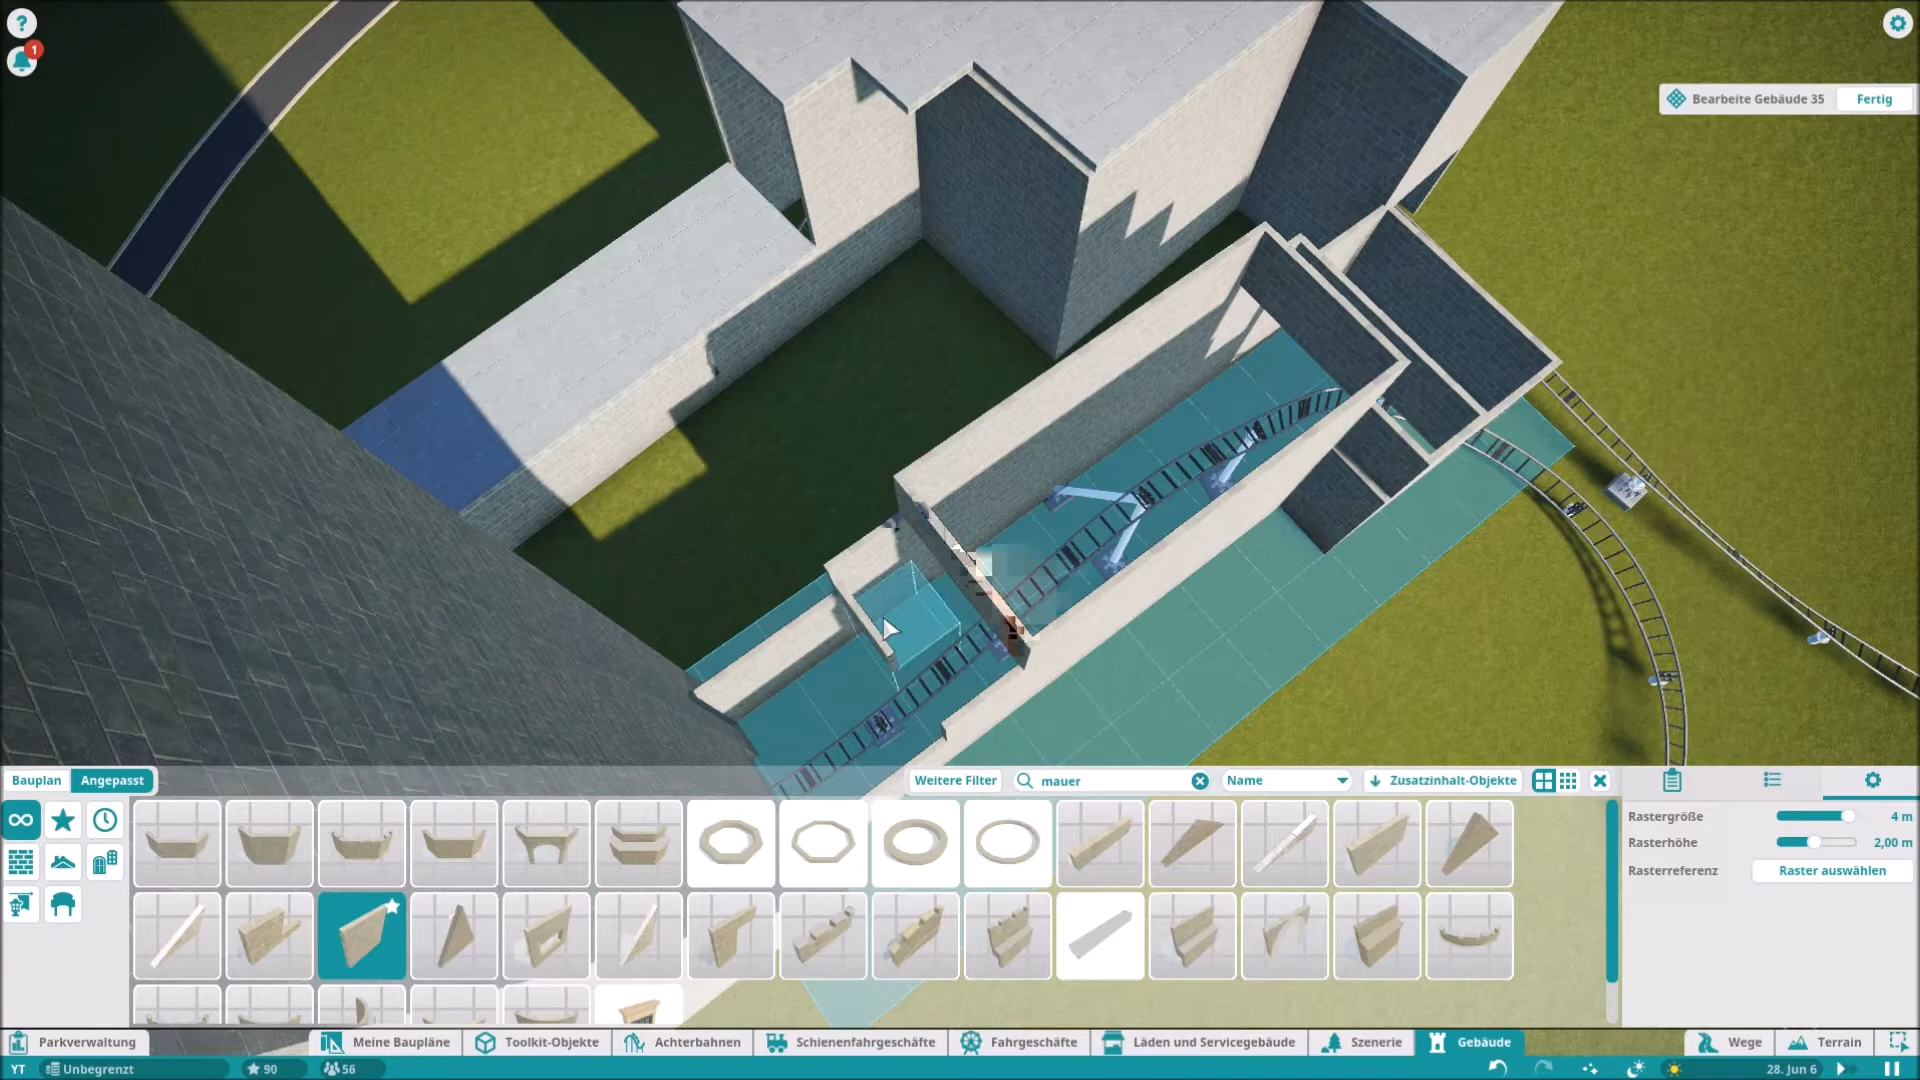 ?
1
Bearbeite Gebäude 35
Fertig
Bauplan
Angepasst
Weitere Filter
mauer
Name
Zusatzinhalt-Objekte
Rastergröße
4 m
Rasterhöhe
2,00 m
Rasterreferenz
Raster auswählen
Parkverwaltung
Meine Baupläne
Toolkit-Objekte
Achterbahnen
Schienenfahrgeschäfte
Fahrgeschäfte
Läden und Servicegebäude
Szenerie
Gebäude
Wege
Terrain
YT
Unbegrenzt
90
56
28. Jun 6